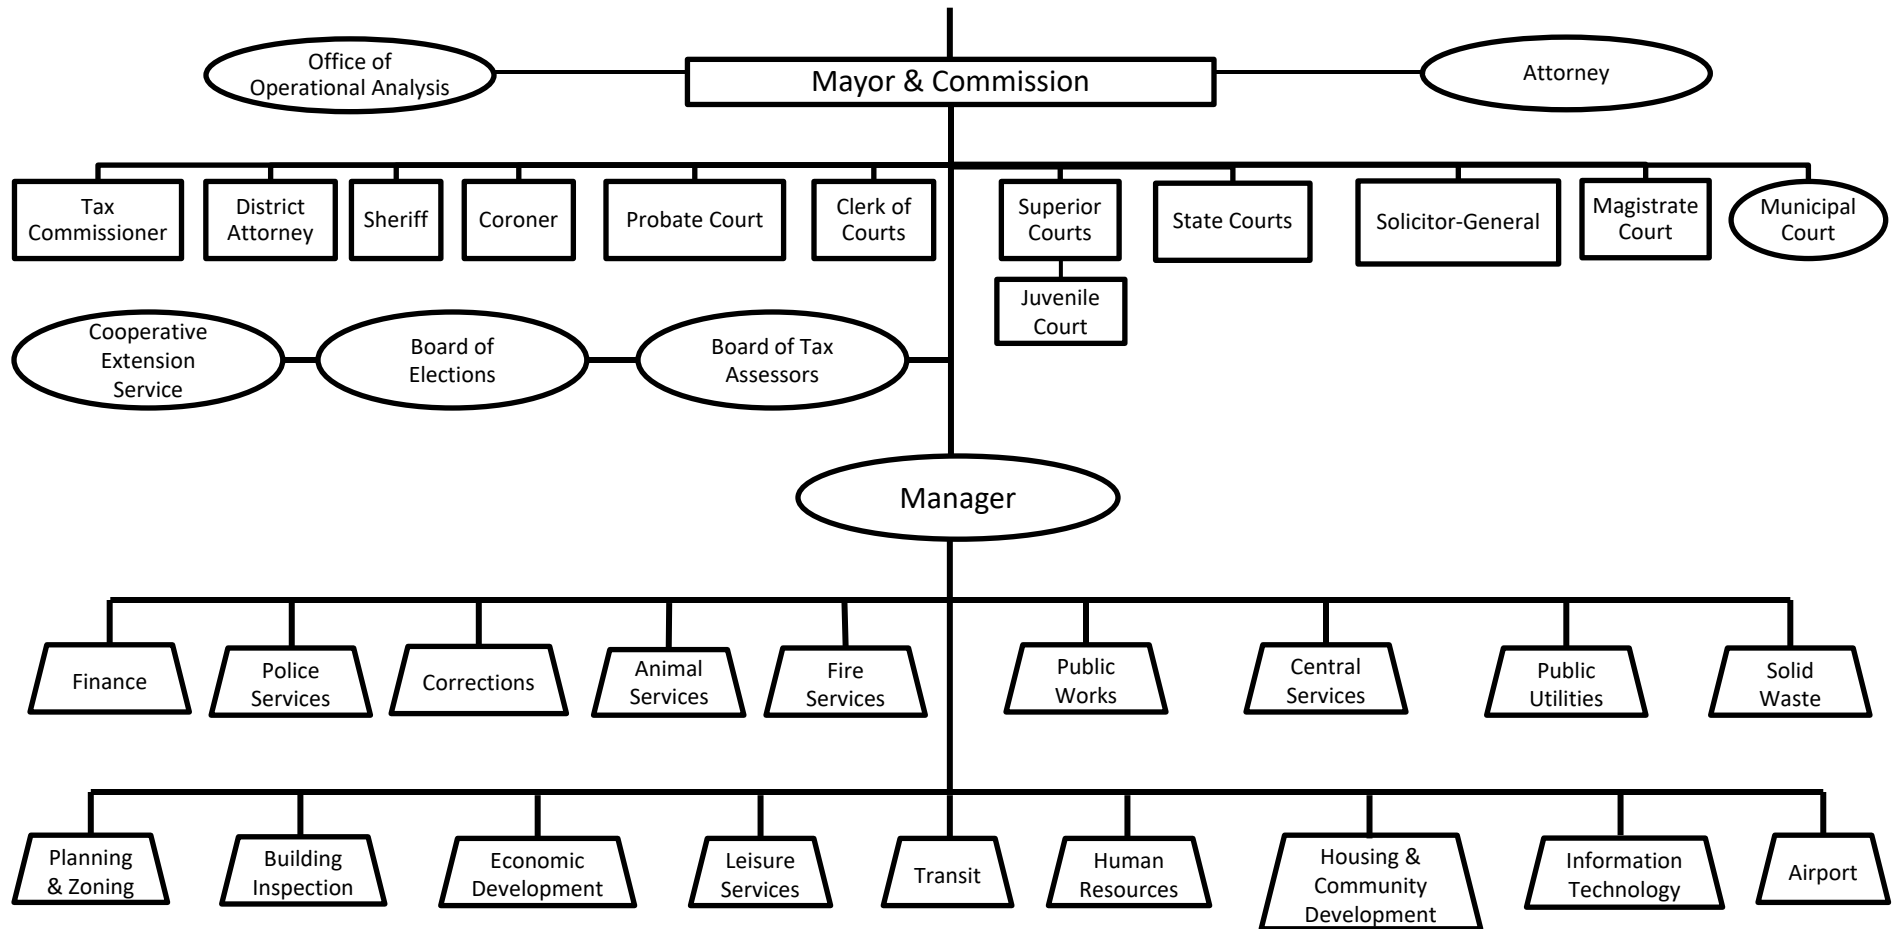 Office of
Operational Analysis
Mayor & Commission
Attorney
Tax
Commissioner
District
Attorney
Sheriff
Coroner
Probate Court
Clerk of
Courts
Superior
Courts
State Courts
Solicitor-General
Magistrate
Court
Municipal
Court
Juvenile
Court
Cooperative
Extension
Service
Board of
Elections
Board of Tax
Assessors
Manager
Finance
Police
Services
Corrections
Animal
Services
Fire
Services
Public
Works
Central
Services
Public
Utilities
Solid
Waste
Planning
& Zoning
Building
Inspection
Economic
Development
Leisure
Services
Transit
Human
Resources
Housing &
Community
Development
Information
Technology
Airport